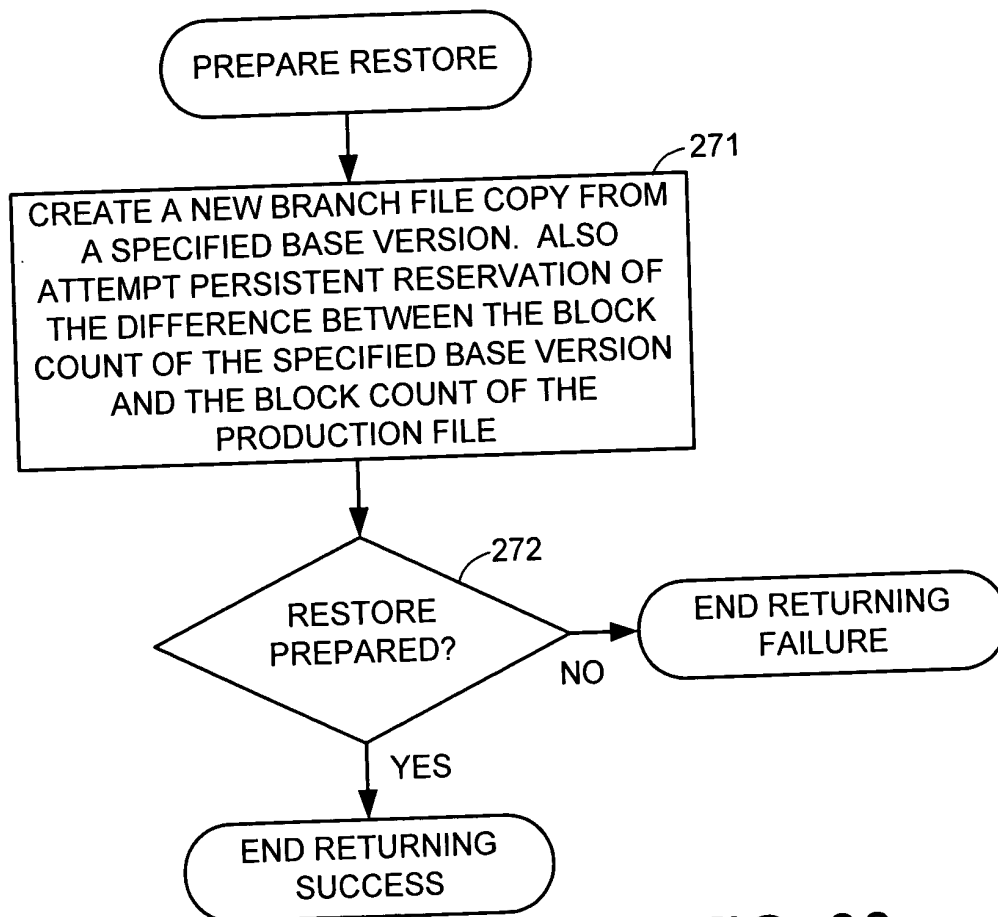 PREPARE RESTORE
271
CREATE A NEW BRANCH FILE COPY FROM
A SPECIFIED BASE VERSION. ALSO
ATTEMPT PERSISTENT RESERVATION OF
THE DIFFERENCE BETWEEN THE BLOCK
COUNT OF THE SPECIFIED BASE VERSION
AND THE BLOCK COUNT OF THE
PRODUCTION FILE
272
RESTORE
PREPARED?
NO
END RETURNING
FAILURE
YES
END RETURNING
SUCCESS